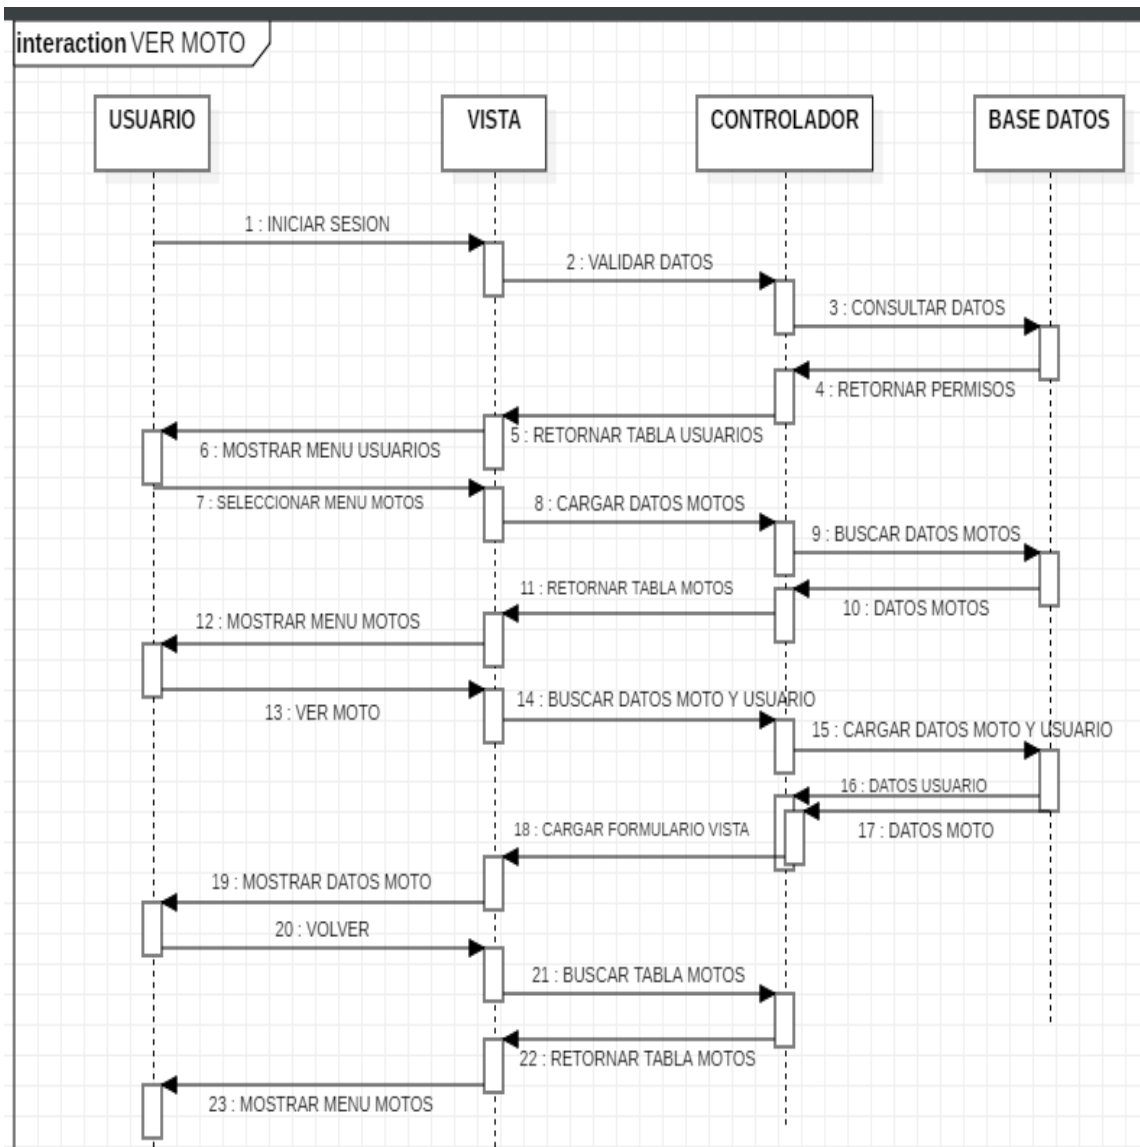 interaction VER MOTO
USUARIO
VISTA
CONTROLADOR
BASE DATOS
1 : INICIAR SESION
2 : VALIDAR DATOS
3 : CONSULTAR DATOS
4 : RETORNAR PERMISOS
5 : RETORNAR TABLA USUARIOS
6 : MOSTRAR MENU USUARIOS
7 : SELECCIONAR MENU MOTOS
8 : CARGAR DATOS MOTOS
9 : BUSCAR DATOS MOTOS
10 : DATOS MOTOS
11 : RETORNAR TABLA MOTOS
12 : MOSTRAR MENU MOTOS
13 : VER MOTO
14 : BUSCAR DATOS MOTO Y USUARIO
15 : CARGAR DATOS MOTO Y USUARIO
16 : DATOS USUARIO
17 : DATOS MOTO
18 : CARGAR FORMULARIO VISTA
19 : MOSTRAR DATOS MOTO
20 : VOLVER
21 : BUSCAR TABLA MOTOS
22 : RETORNAR TABLA MOTOS
23 : MOSTRAR MENU MOTOS